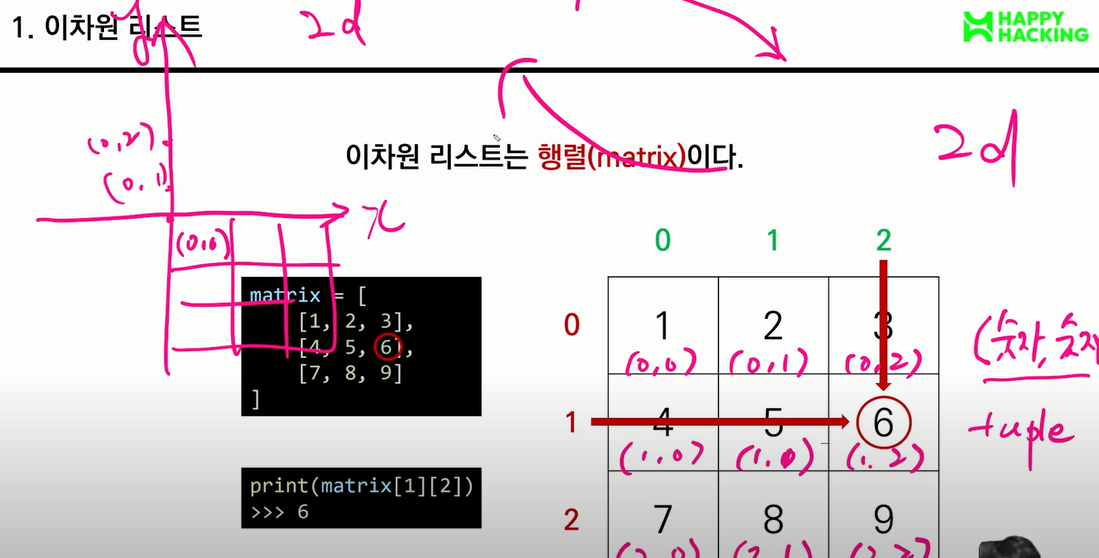 1. 이차원 리스트
2d
HAPPY
HACKING
y
(0,2)
(0,1)
x
(0,0)
이차원 리스트는 행렬(matrix)이다.
2d
matrix = [
[1, 2, 3],
[4, 5, 6],
[7, 8, 9]
]
print(matrix[1][2])
>>> 6
0 1 2
0 1 2 3
(0,0) (0,1) (0,2)
1 4 5 6
(1,0) (1,0) (1,2)
2 7 8 9
(숫자, 숫자
tuple